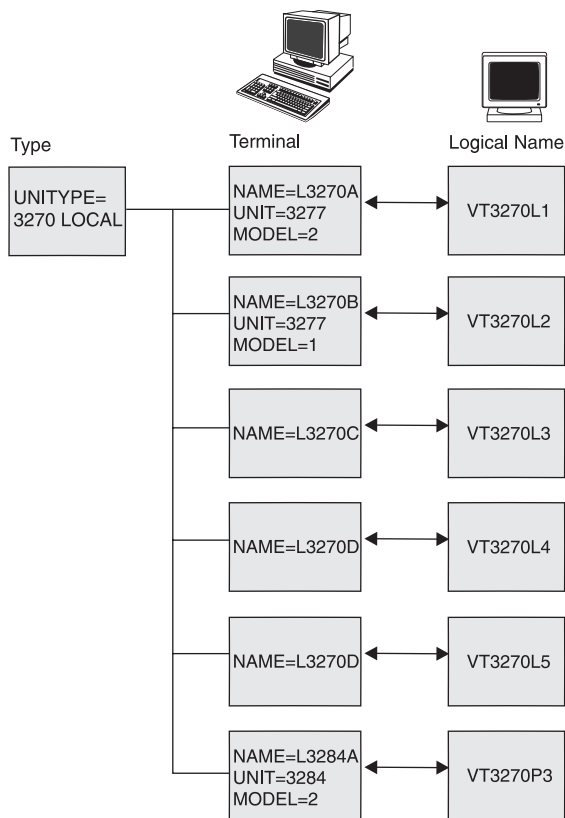 Type
Terminal
Logical Name
UNITYPE=
3270 LOCAL
NAME=L3270A
UNIT=3277
MODEL=2
VT3270L1
NAME=L3270B
UNIT=3277
MODEL=1
VT3270L2
NAME=L3270C
VT3270L3
NAME=L3270D
VT3270L4
NAME=L3270D
VT3270L5
NAME=L3284A
UNIT=3284
MODEL=2
VT3270P3